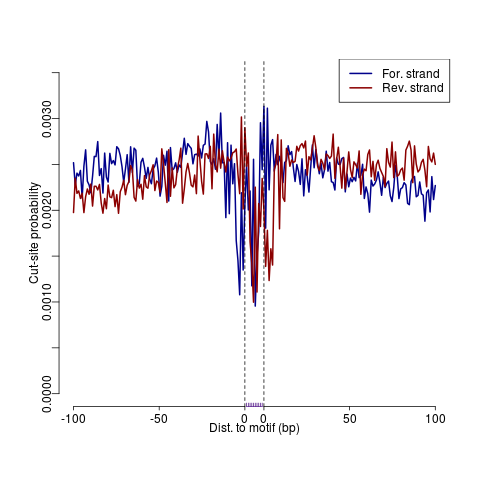 For. strand
Rev. strand
Cut-site probability
0.0030
0.0020
0.0010
0.0000
-100 -50 0 0 50 100
Dist. to motif (bp)